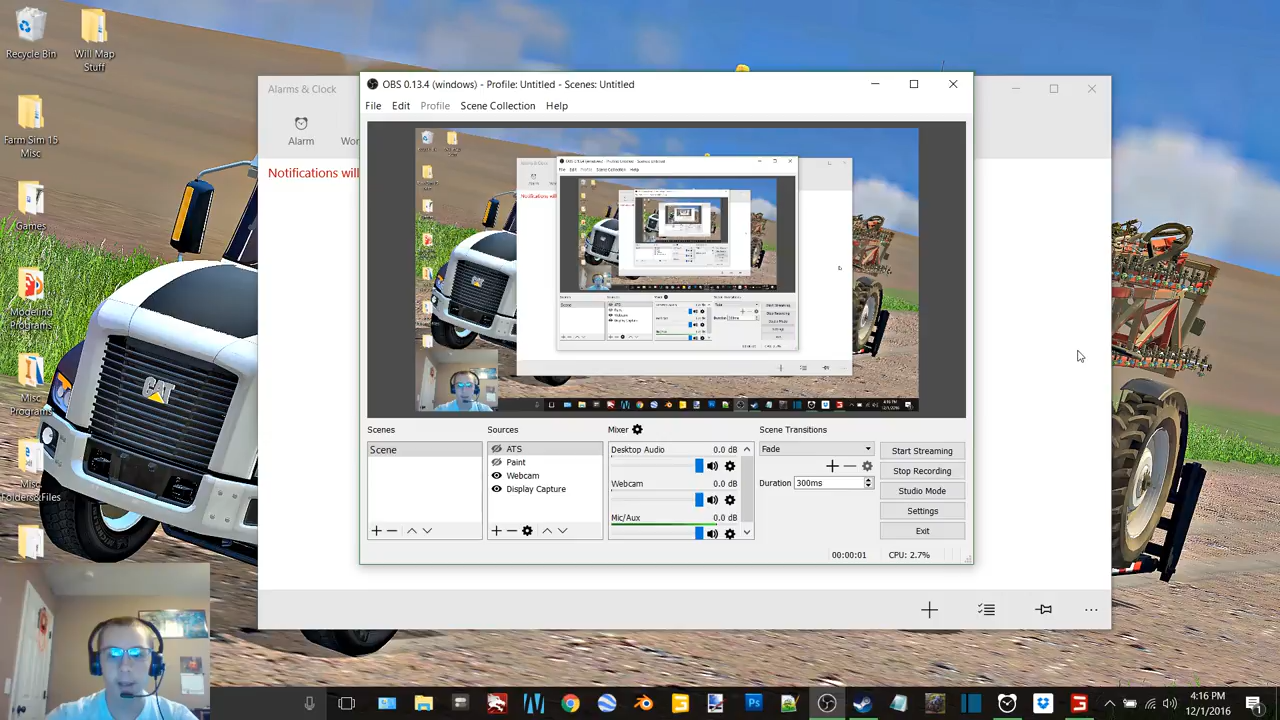 Recycle Bin
Will Map
Stuff
Farm Sim 15
Misc
Games
Programs
Misc
Programs
Misc
Folders&Files
CAT
Alarms & Clock
Alarm
Wor
Notifications will
OBS 0.13.4 (windows) - Profile: Untitled - Scenes: Untitled
File Edit Profile Scene Collection Help
Scenes
Scene
Sources
ATS
Paint
Webcam
Display Capture
Mixer
Desktop Audio 0.0 dB
Webcam 0.0 dB
Mic/Aux 0.0 dB
Scene Transitions
Fade
Duration 300ms
Start Streaming
Stop Recording
Studio Mode
Settings
Exit
00:00:01 CPU: 2.7%
4:16 PM
12/1/2016